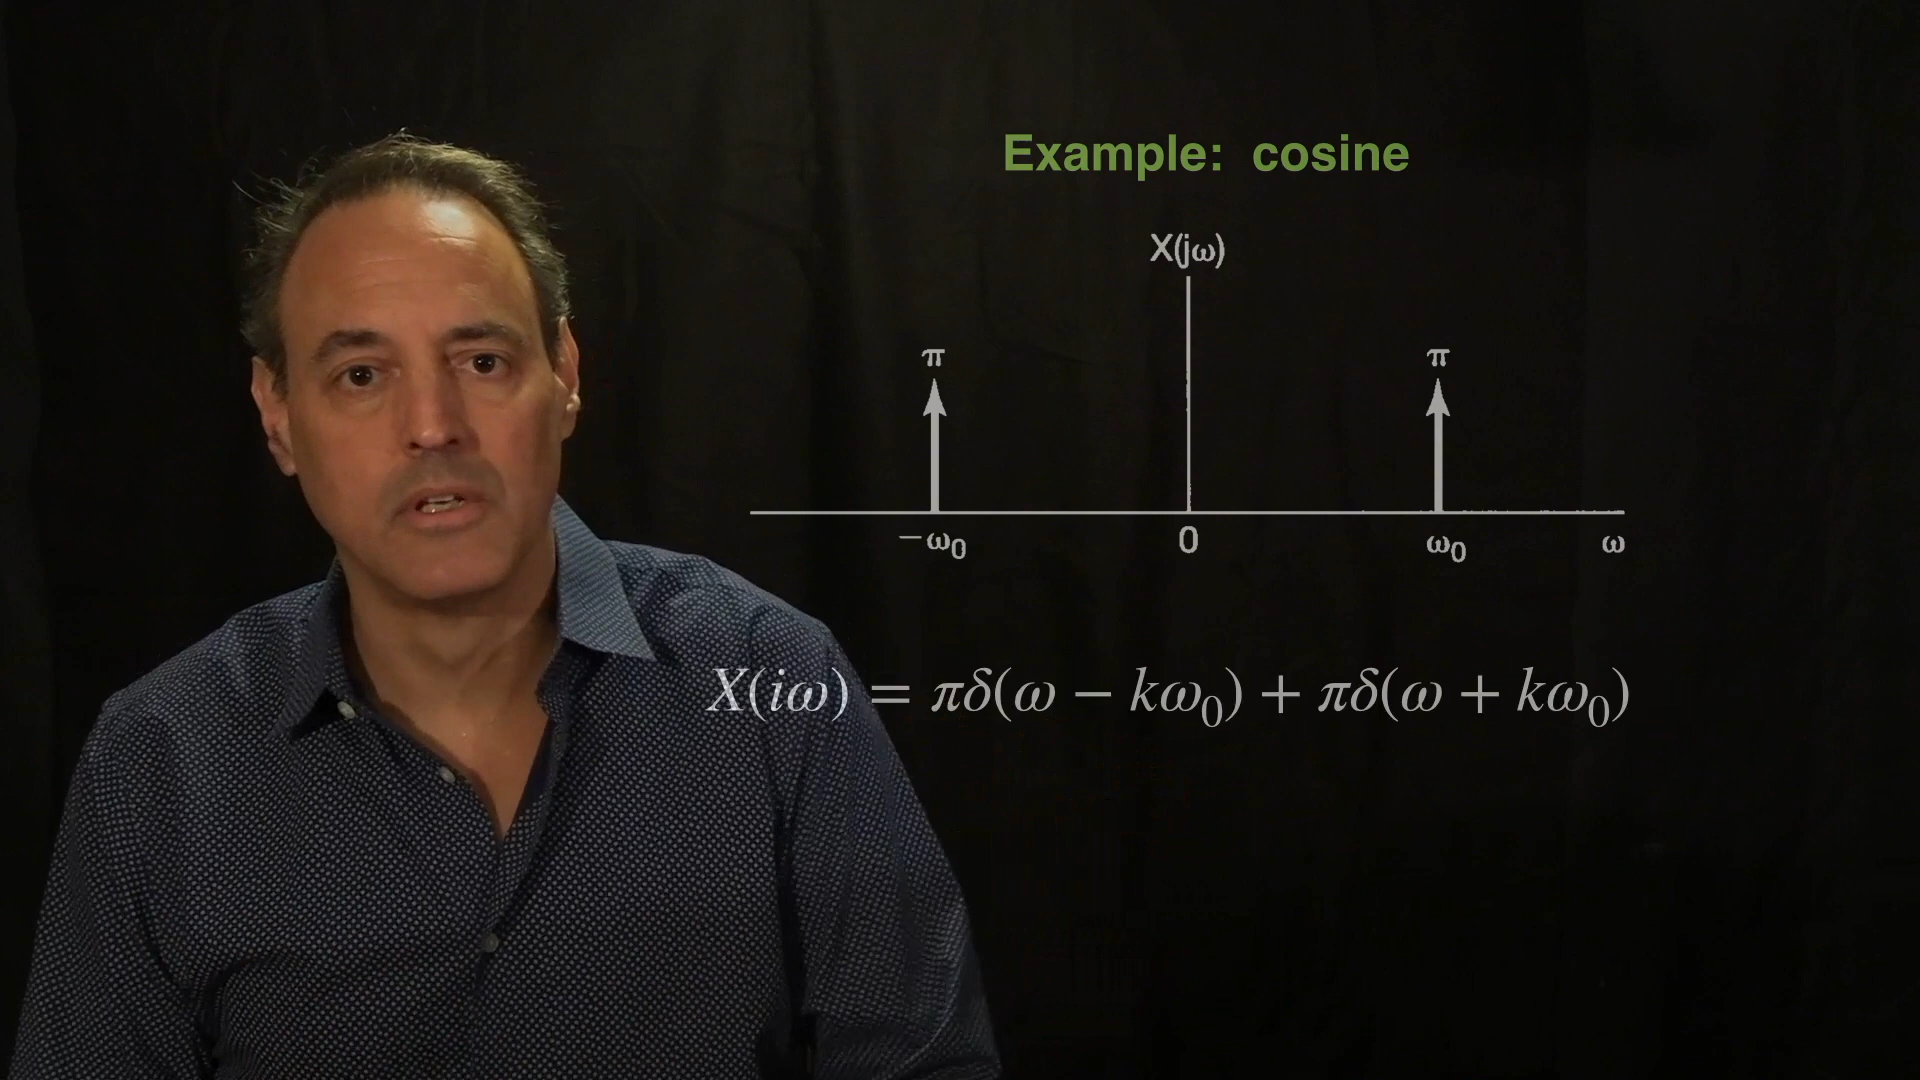 Example: cosine
X(jω)
π π
−ω₀ 0 ω₀ ω
X(iω) = πδ(ω − kω₀) + πδ(ω + kω₀)